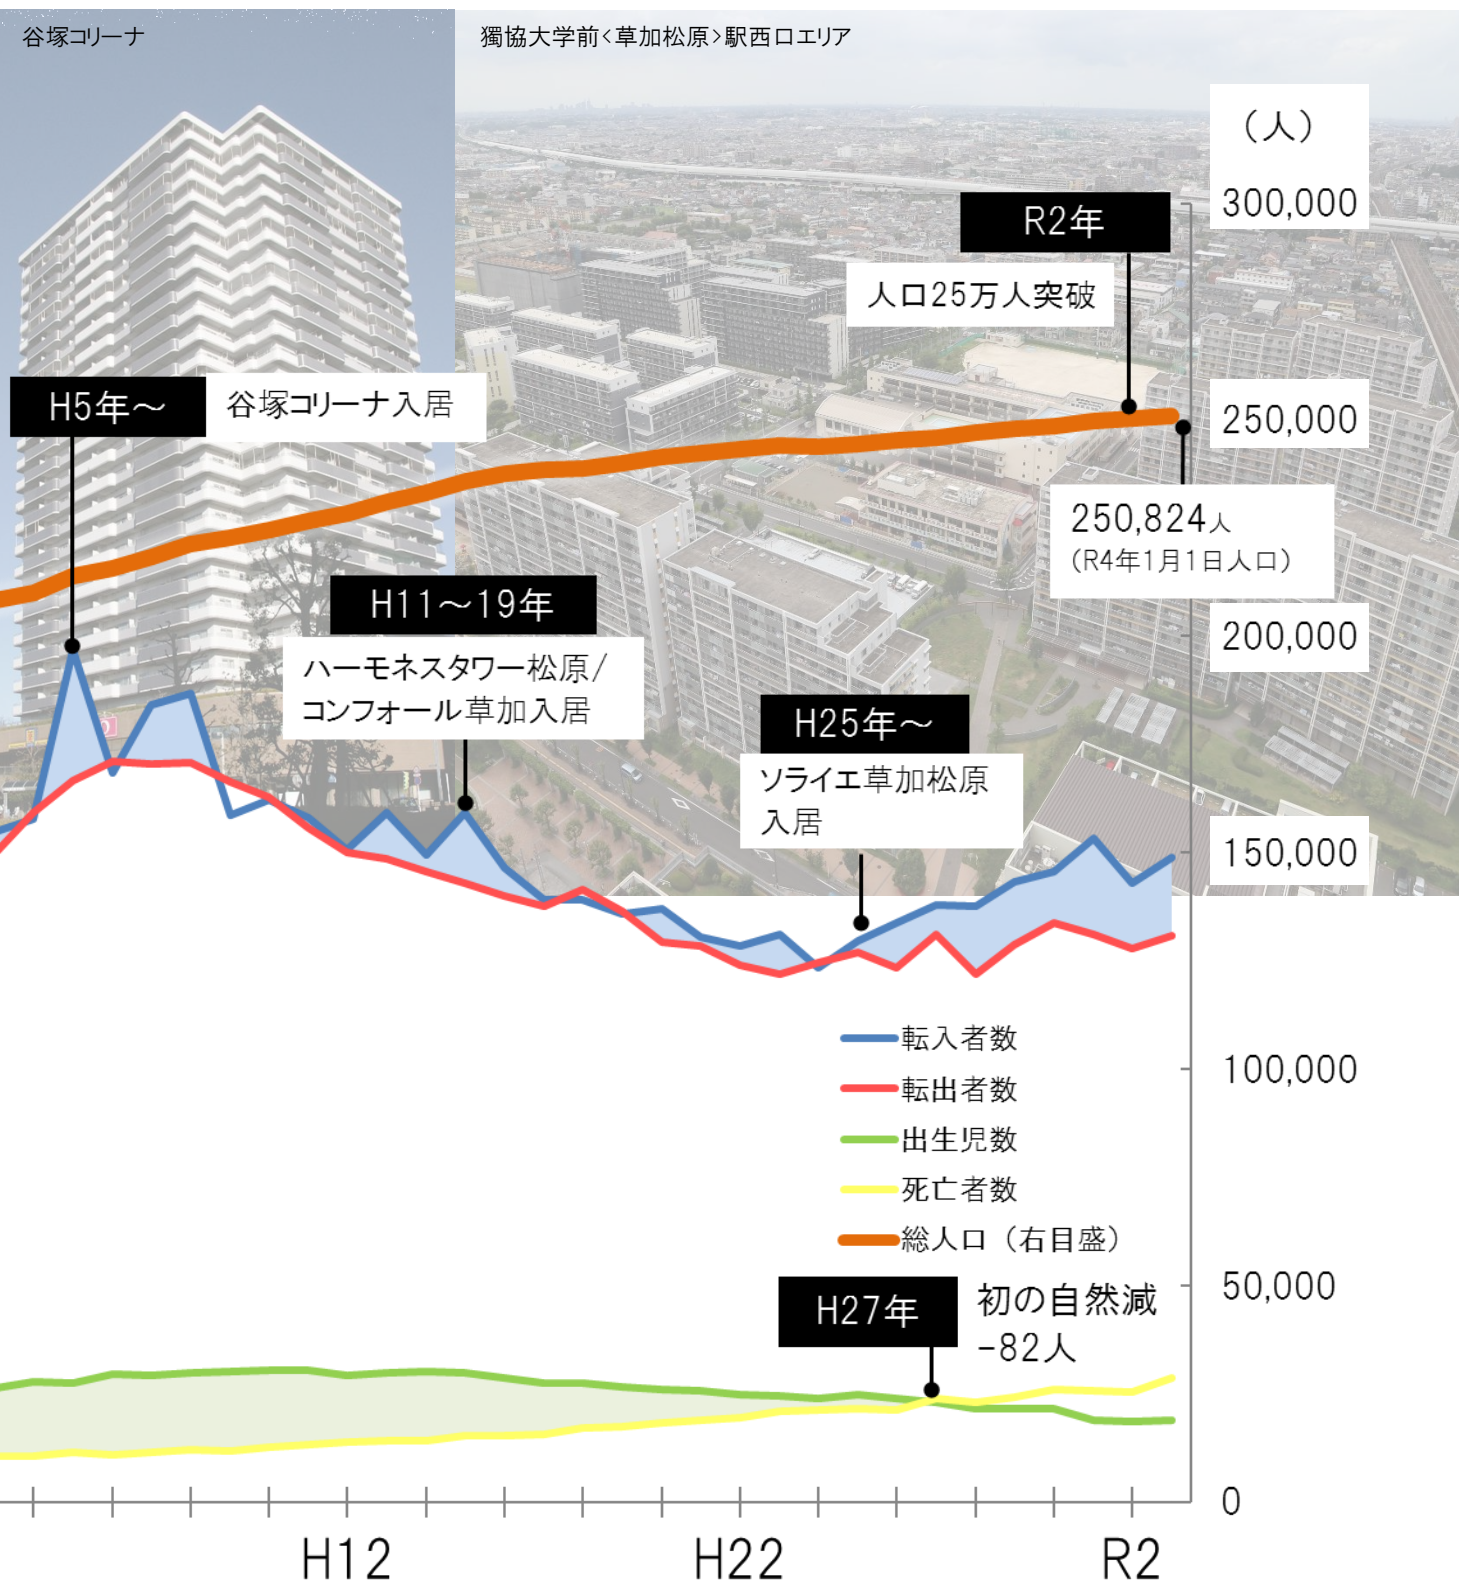 谷塚コリーナ
獨協大学前<草加松原>駅西口エリア
（人）
300,000
R2年
人口25万人突破
H5年～
谷塚コリーナ入居
250,000
250,824人
(R4年1月1日人口)
H11～19年
200,000
ハーモネスタワー松原/
コンフォール草加入居
H25年～
ソライエ草加松原
入居
150,000
転入者数
100,000
転出者数
出生児数
死亡者数
総人口（右目盛）
H27年
初の自然減
-82人
50,000
0
H12
H22
R2